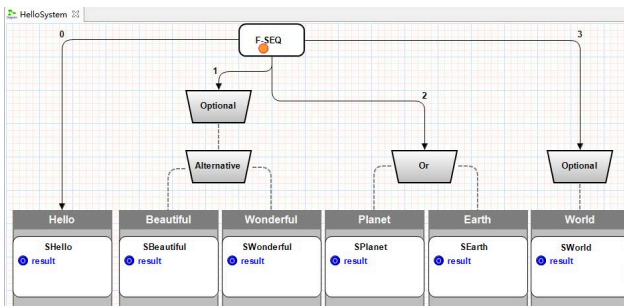 HelloSystem
0
F-SEQ
3
1
2
Optional
Alternative
Or
Optional
Hello
Beautiful
Wonderful
Planet
Earth
World
SHello
SBeautiful
SWonderful
SPlanet
SEarth
SWorld
result
result
result
result
result
result